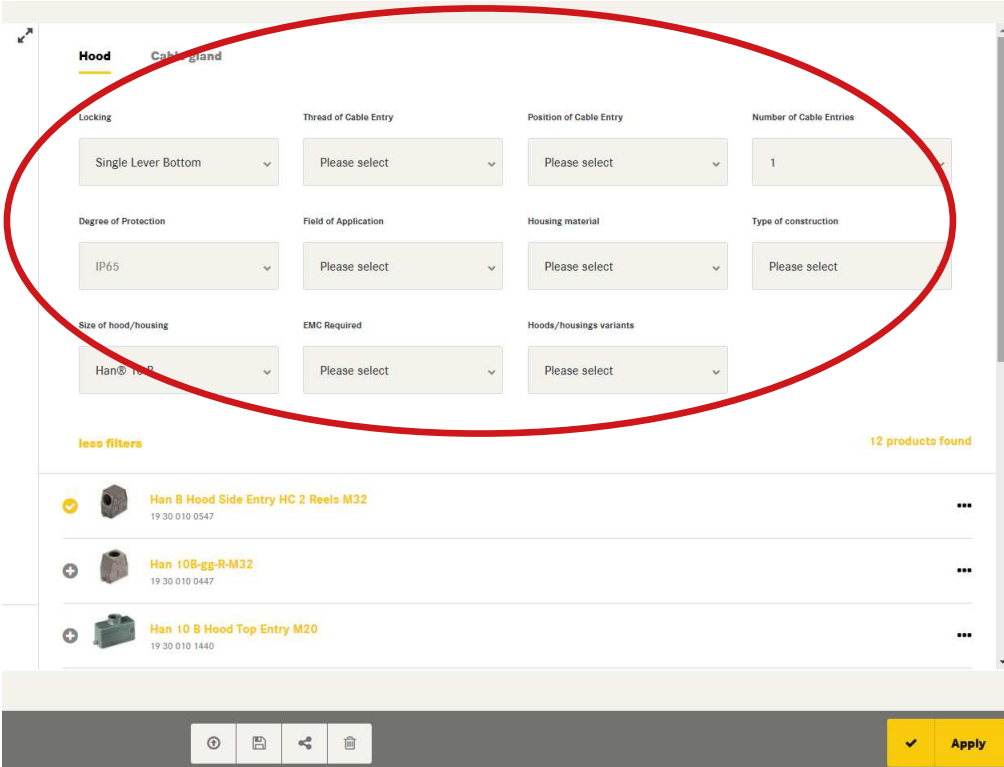 Hood Cable gland
Locking Thread of Cable Entry Position of Cable Entry Number of Cable Entries
Single Lever Bottom Please select Please select 1
Degree of Protection Field of Application Housing material Type of construction
IP65 Please select Please select Please select
Size of hood/housing EMC Required Hoods/housings variants
Han® 10 B Please select Please select
less filters 12 products found
Han B Hood Side Entry HC 2 Reels M32
19 30 010 0547
Han 10B-gg-R-M32
19 30 010 0447
Han 10 B Hood Top Entry M20
19 30 010 1440
Apply